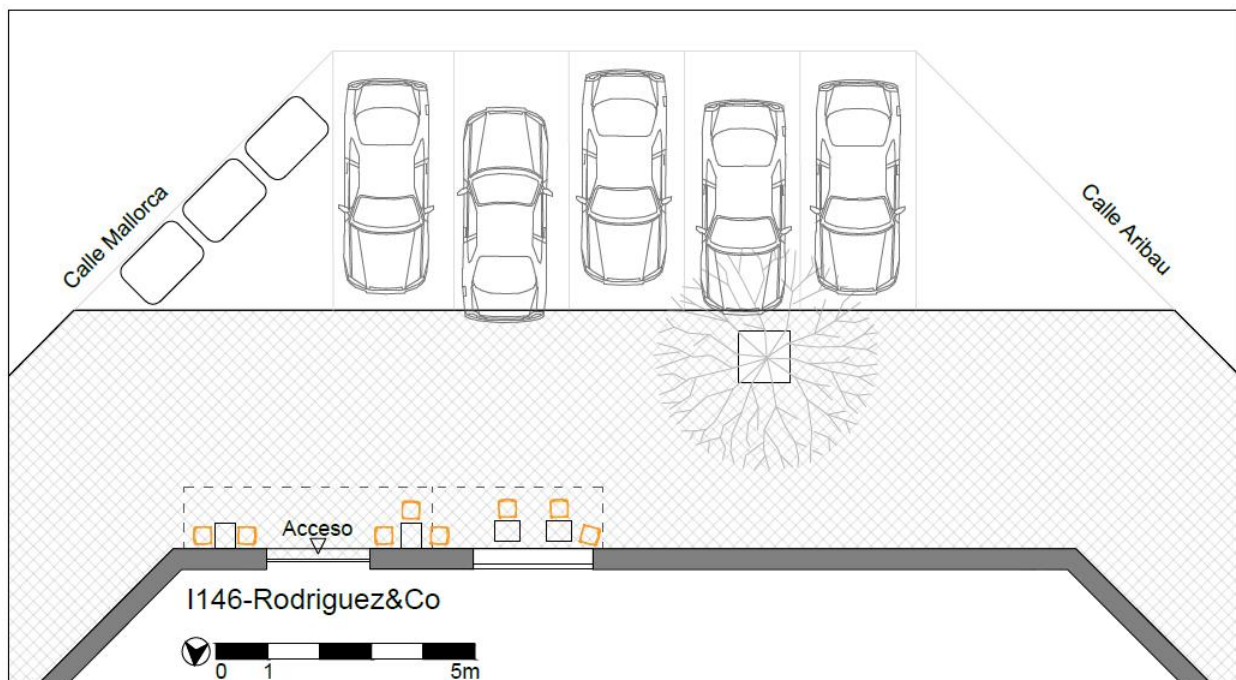 Calle Mallorca
Calle Aribau
Acceso
I146-Rodriguez&Co
0 1 5m